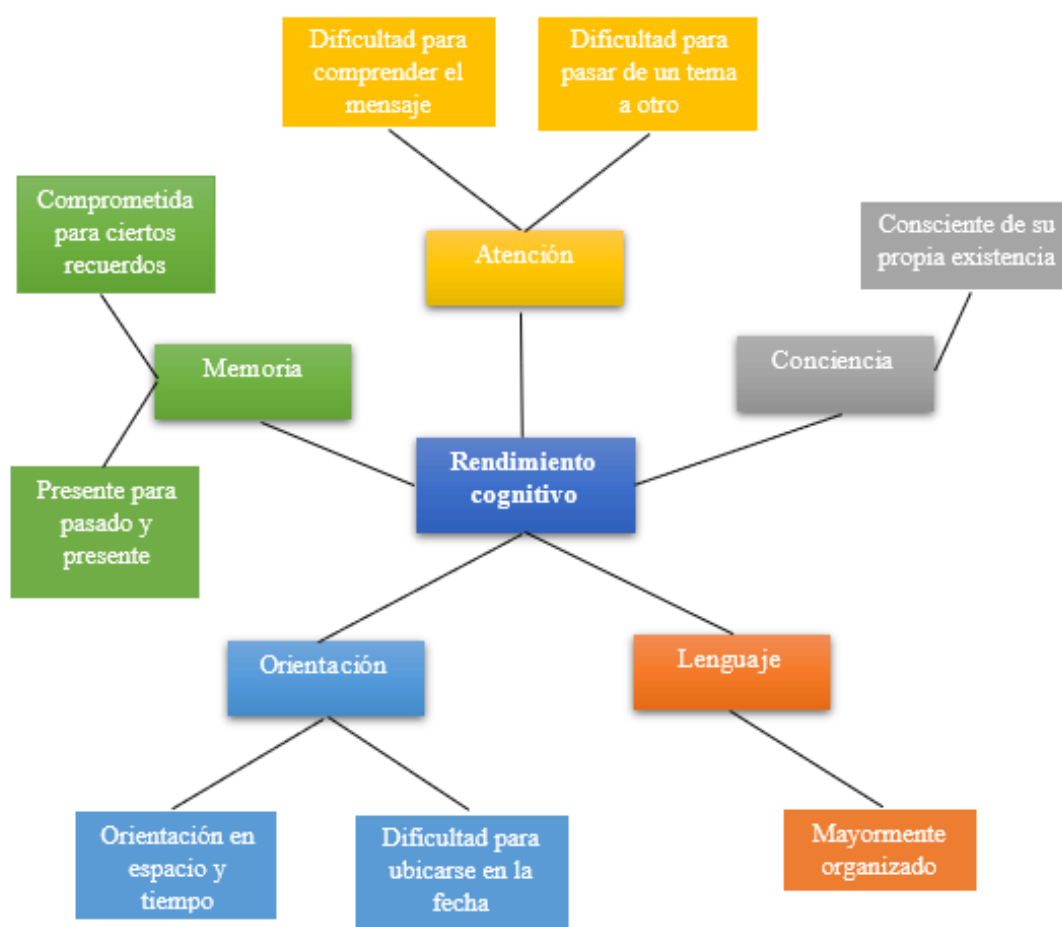 Dificultad para
comprender el
mensaje
Dificultad para
pasar de un tema
a otro
Comprometida
para ciertos
recuerdos
Consciente de su
propia existencia
Atención
Memoria
Conciencia
Rendimiento
cognitivo
Presente para
pasado y
presente
Orientación
Lenguaje
Orientación en
espacio y
tiempo
Dificultad para
ubicarse en la
fecha
Mayormente
organizado